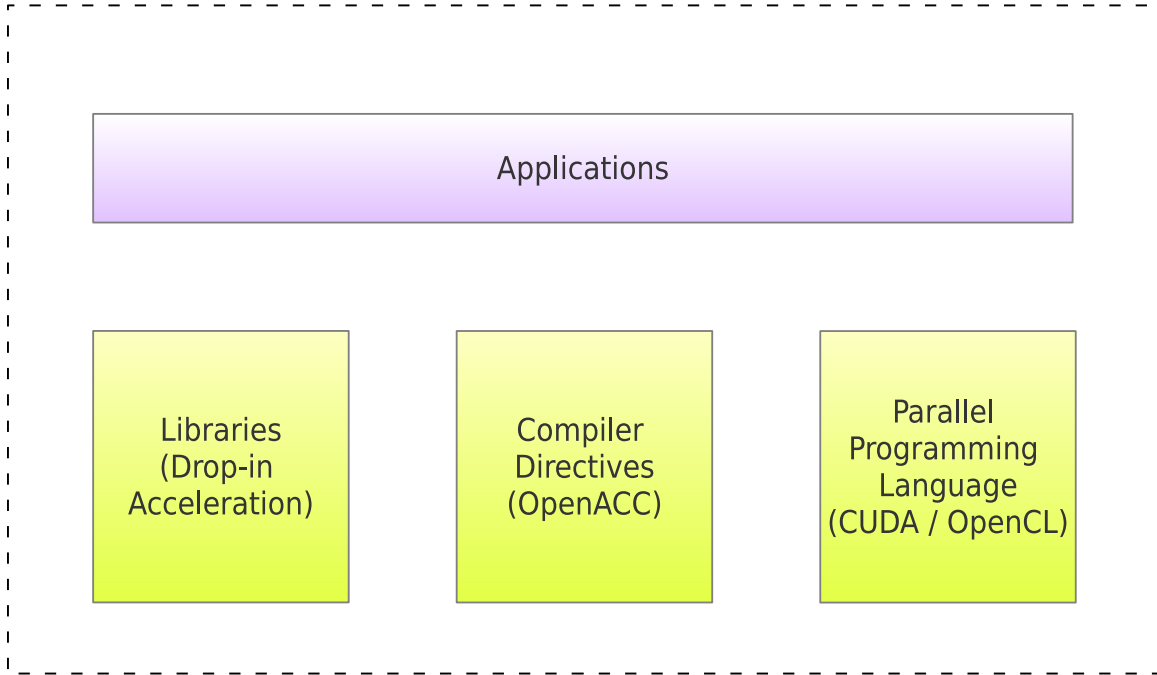 Applications
Libraries
(Drop-in
Acceleration)
Compiler
Directives
(OpenACC)
Parallel
Programming
Language
(CUDA / OpenCL)